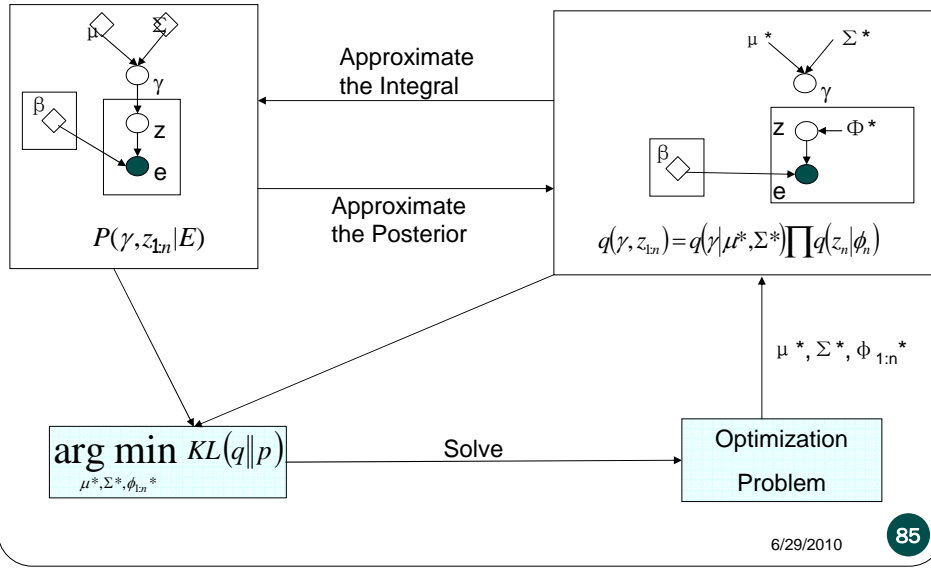 μ Σ
γ
β
z
e
P(γ, z₁:ₙ|E)
Approximate
the Integral
Approximate
the Posterior
μ* Σ*
γ
z Φ*
β
e
q(γ, z₁:ₙ) = q(γ|μ*,Σ*)∏q(zₙ|ϕₙ)
μ*, Σ*, ϕ 1:n*
arg min KL(q||p)
μ*,Σ*,ϕ₁:ₙ*
Solve
Optimization
Problem
6/29/2010
85